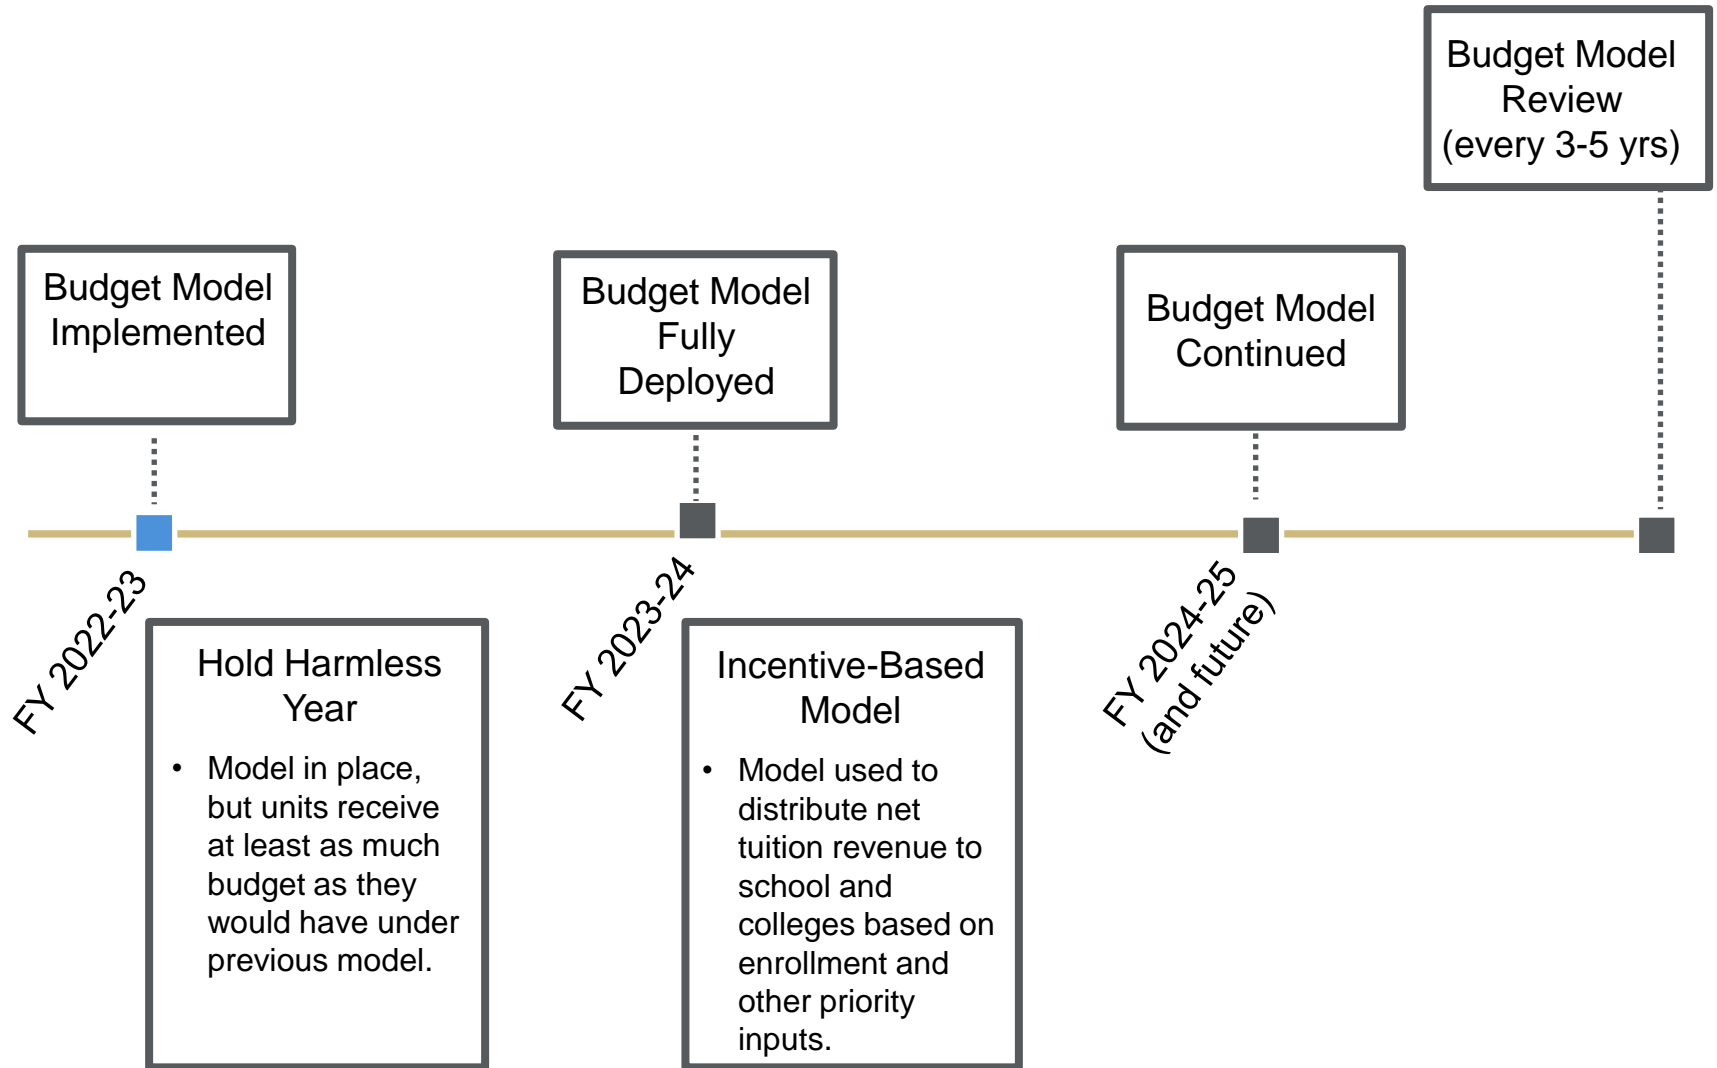 Budget Model
Review
(every 3-5 yrs)
Budget Model
Implemented
Budget Model
Fully
Deployed
Budget Model
Continued
FY 2022-23
FY 2023-24
FY 2024-25
(and future)
Hold Harmless
Year
• Model in place,
but units receive
at least as much
budget as they
would have under
previous model.
Incentive-Based
Model
• Model used to
distribute net
tuition revenue to
school and
colleges based on
enrollment and
other priority
inputs.